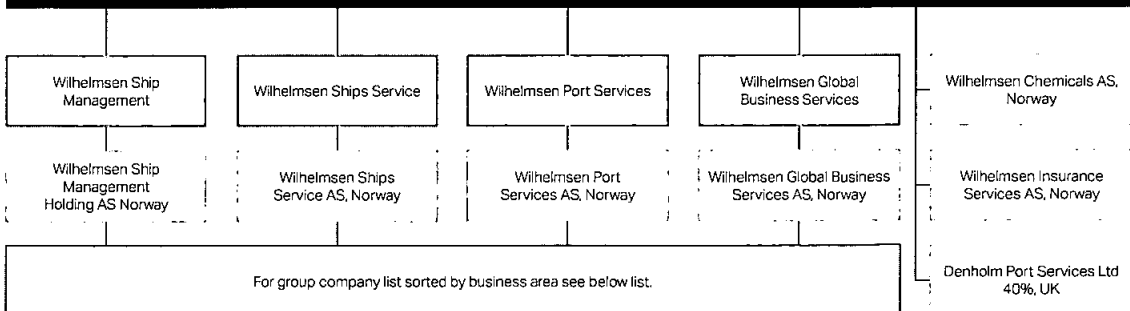 Wilhelmsen Ship
Management
Wilhelmsen Ships Service
Wilhelmsen Port Services
Wilhelmsen Global
Business Services
Wilhelmsen Chemicals AS,
Norway
Wilhelmsen Ship
Management
Holding AS Norway
Wilhelmsen Ships
Service AS, Norway
Wilhelmsen Port
Services AS, Norway
Wilhelmsen Global Business
Services AS, Norway
Wilhelmsen Insurance
Services AS, Norway
For group company list sorted by business area see below list.
Denholm Port Services Ltd
40%, UK